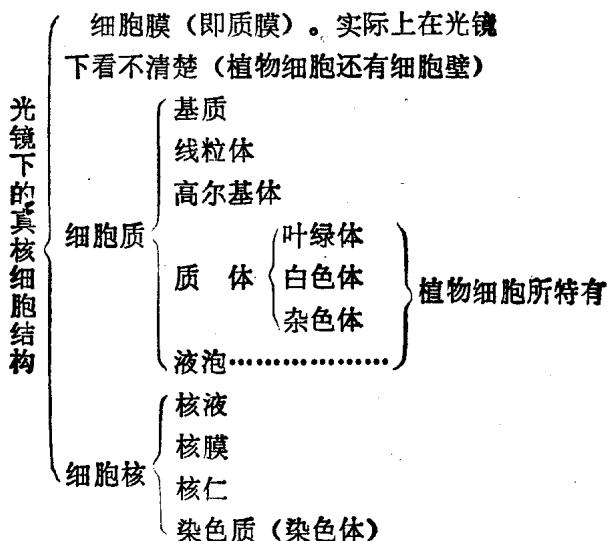 细胞膜（即质膜）。实际上在光镜
下看不清楚（植物细胞还有细胞壁）
光镜下的真核细胞结构
基质
线粒体
高尔基体
细胞质
叶绿体
质体
白色体
植物细胞所特有
杂色体
液泡………………
核液
核膜
细胞核
核仁
染色质（染色体）